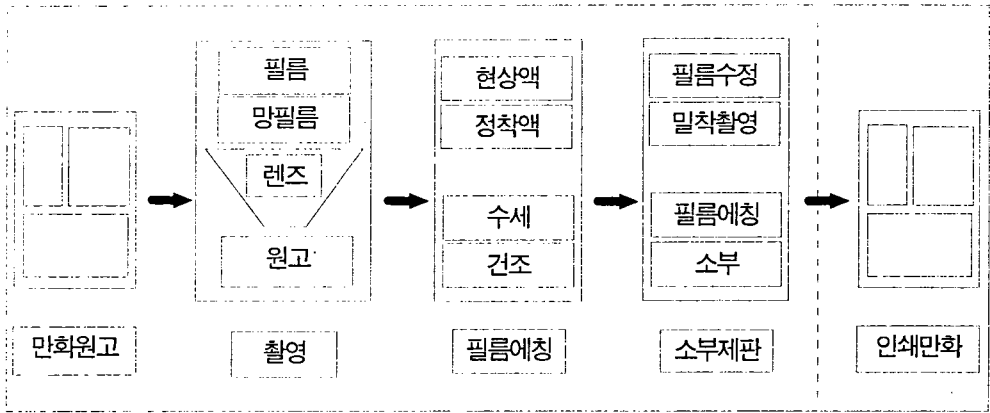 필름
망필름
렌즈
원고
현상액
정착액
수세
건조
필름수정
밀착촬영
필름에칭
소부
만화원고
촬영
필름에칭
소부제판
인쇄만화